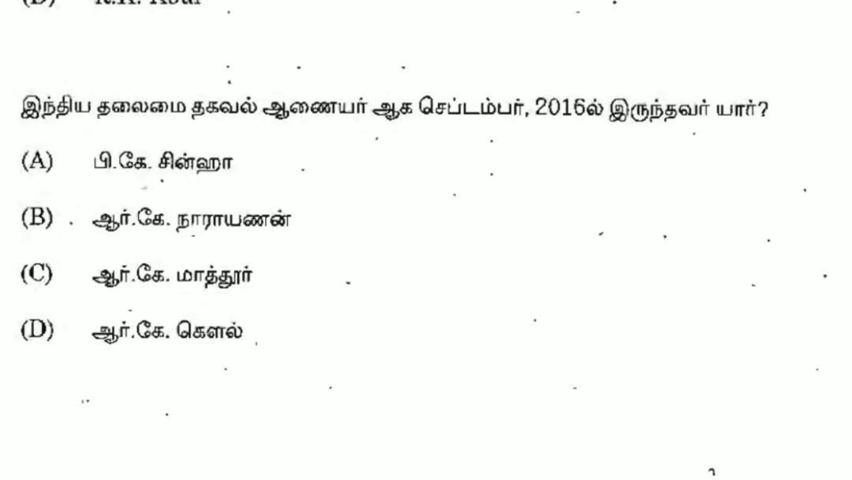 இந்திய தலைமை தகவல் ஆணையர் ஆக செப்டம்பர், 2016ல் இருந்தவர் யார்?
(A) பி.கே. சின்ஹா
(B) ஆர்.கே. நாராயணன்
(C) ஆர்.கே. மாத்தூர்
(D) ஆர்.கே. கௌல்